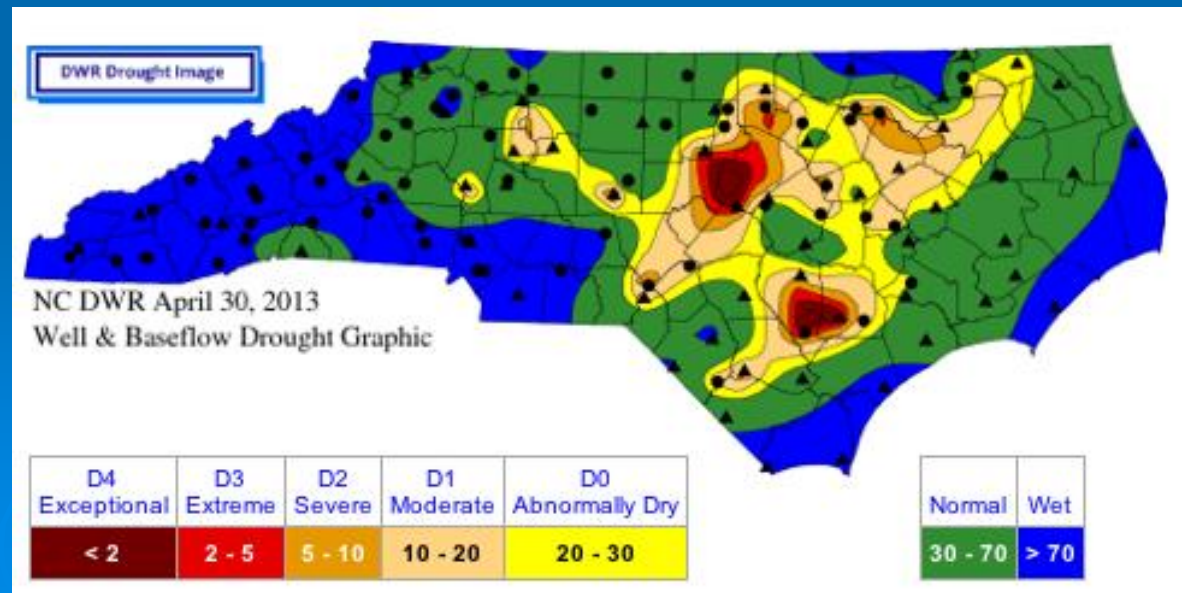 DWR Drought Image
NC DWR April 30, 2013
Well & Baseflow Drought Graphic
D4 D3 D2 D1 D0
Exceptional Extreme Severe Moderate Abnormally Dry Normal Wet
< 2 2 - 5 5 - 10 10 - 20 20 - 30 30 - 70 > 70